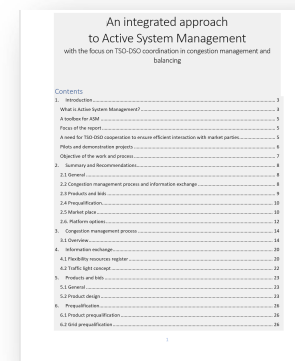 An integrated approach
to Active System Management
with the focus on TSO-DSO coordination in congestion management and
balancing
Contents
1. Introduction 3
What is Active System Management? 3
A toolbox for ASM 5
Focus of the report 5
A need for TSO-DSO cooperation to ensure efficient interaction with market parties 5
Pilots and demonstration projects 6
Objective of the work and process 7
2. Summary and Recommendations 8
2.1 General 8
2.2 Congestion management process and information exchange 8
2.3 Products and bids 9
2.4 Prequalification 10
2.5 Market place 10
2.6. Platform options 12
3. Congestion management process 14
3.1 Overview 14
4. Information exchange 20
4.1 Flexibility resources register 20
4.2 Traffic light concept 22
5. Products and bids 23
5.1 General 23
5.2 Product design 23
6. Prequalification 26
6.1 Product prequalification 26
6.2 Grid prequalification 26